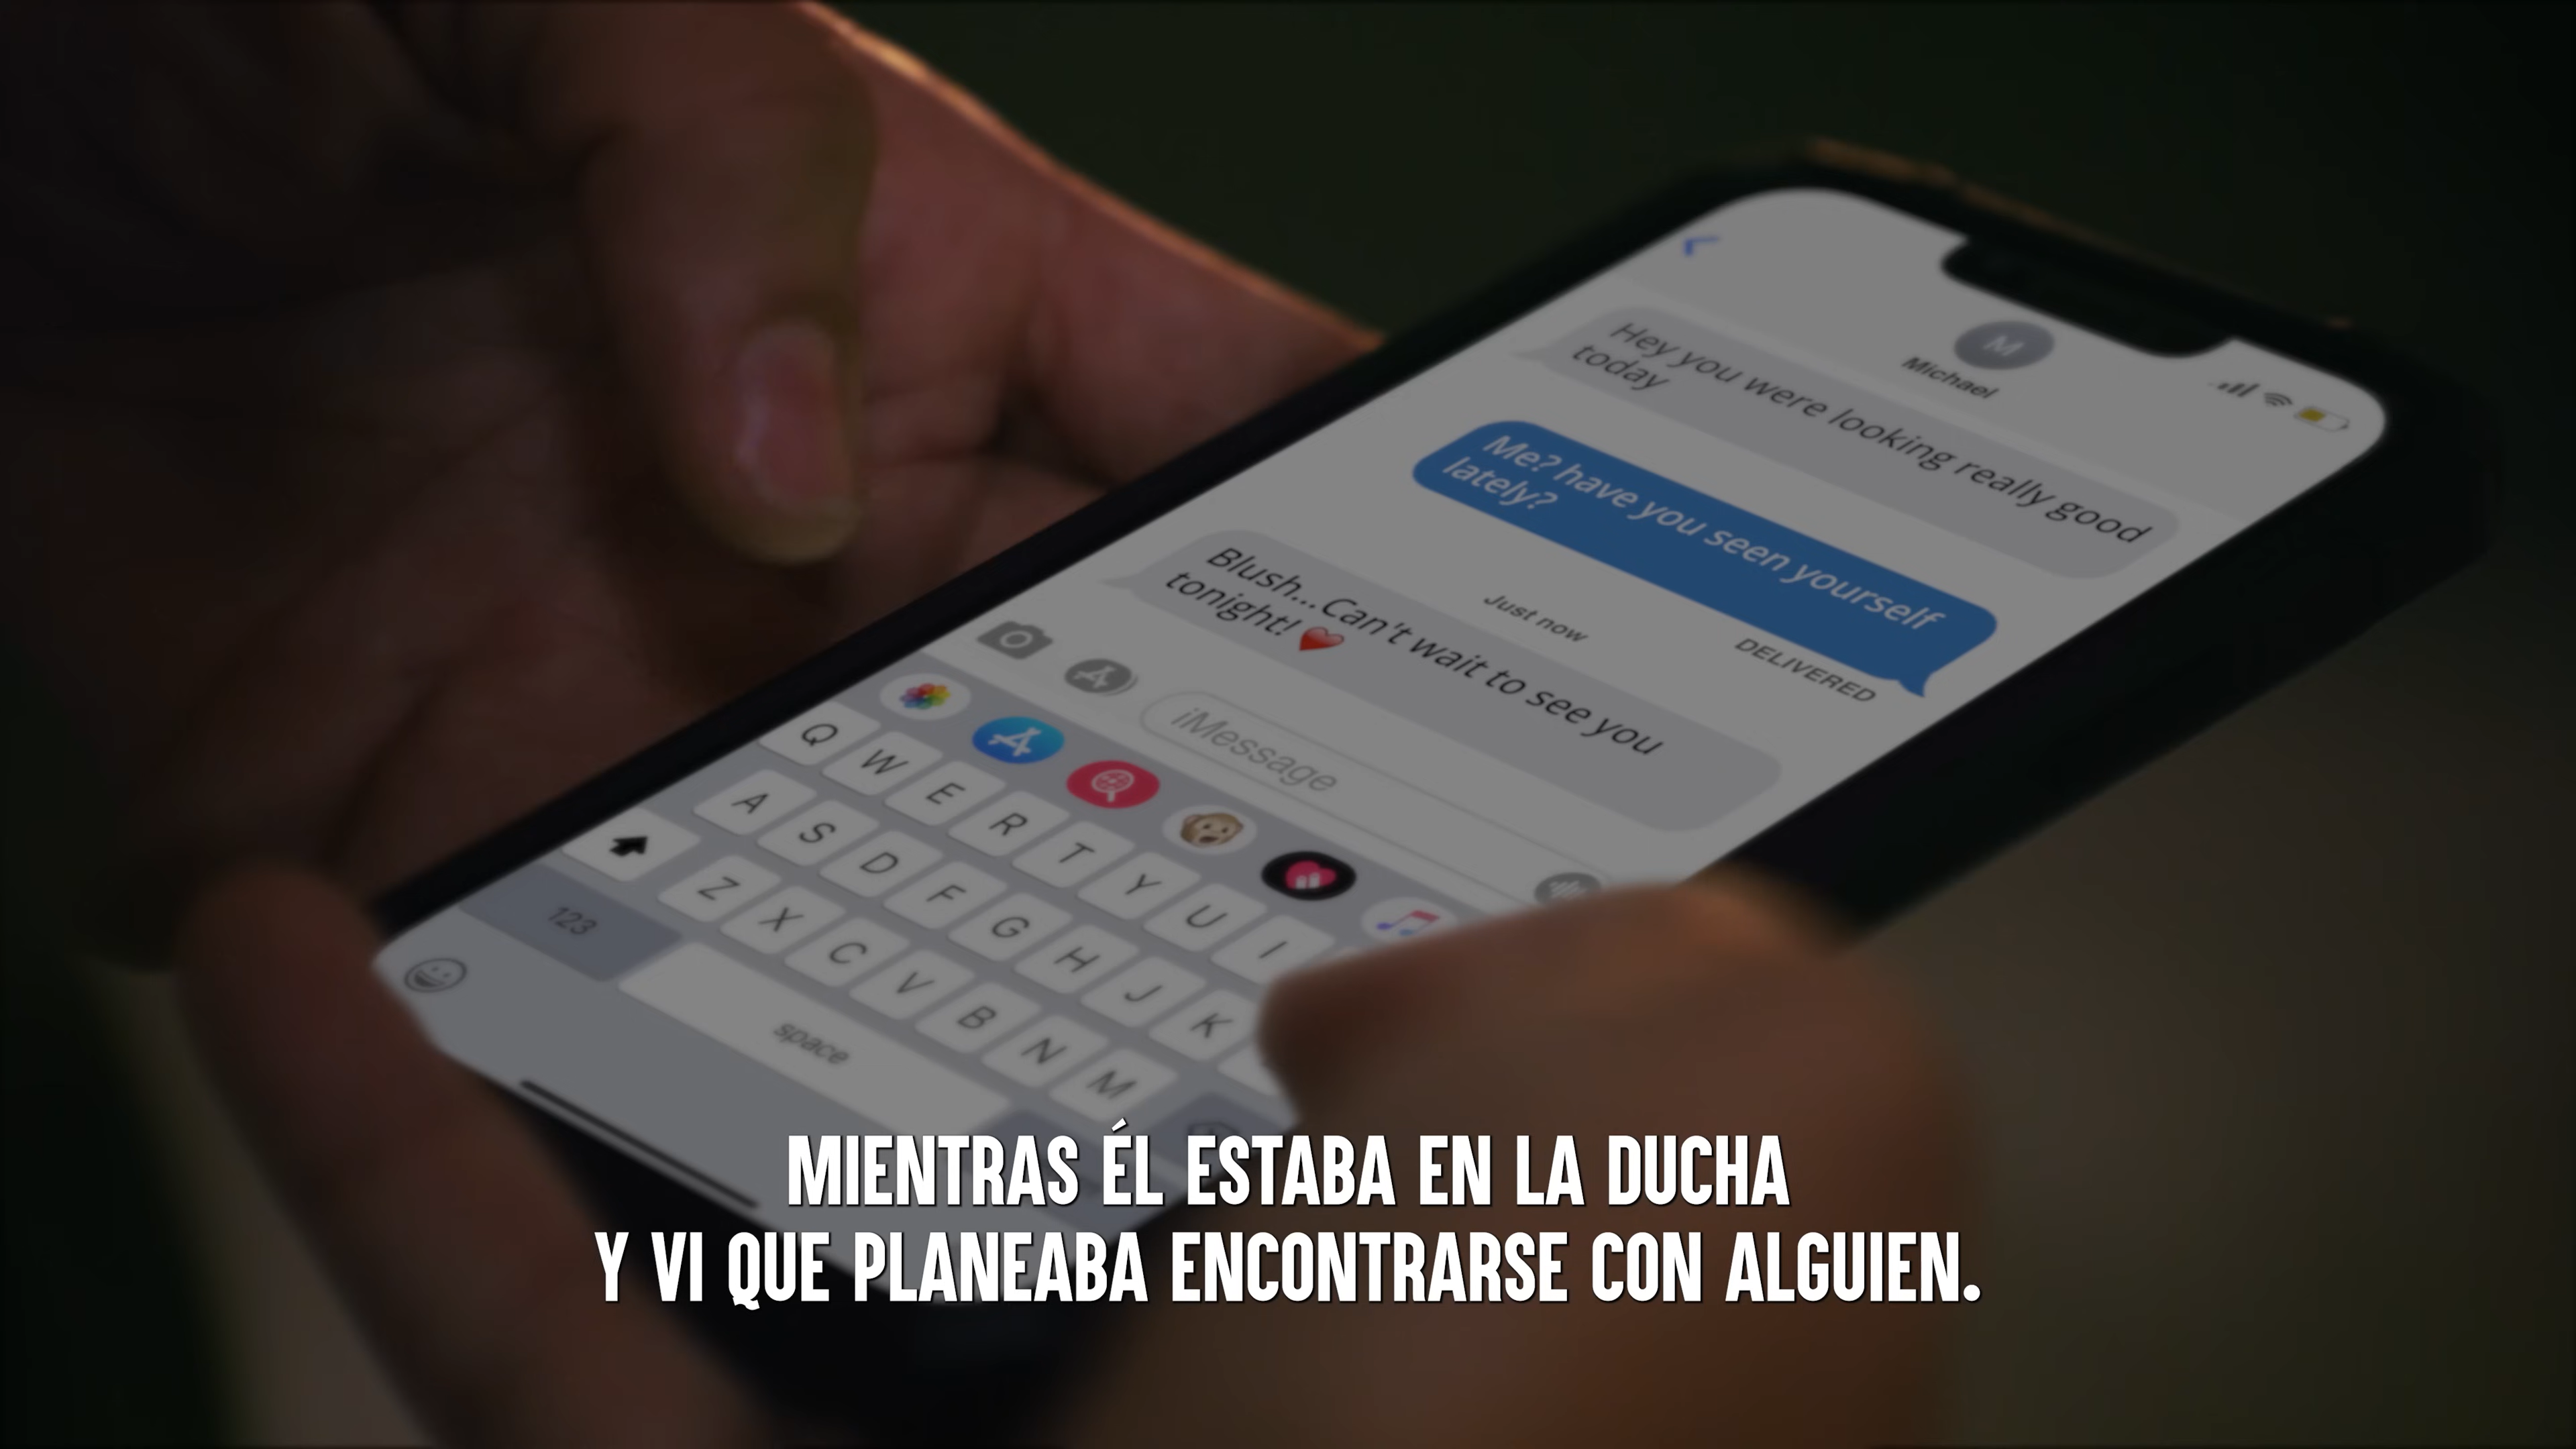 Michael
Hey you were looking really good
today
Me? have you seen yourself
lately?
DELIVERED
Just now
Blush...Can't wait to see you
tonight! ❤️
iMessage
Q W E R T Y U I
A S D F G H J K
Z X C V B N M
123
space
MIENTRAS ÉL ESTABA EN LA DUCHA
Y VI QUE PLANEABA ENCONTRARSE CON ALGUIEN.